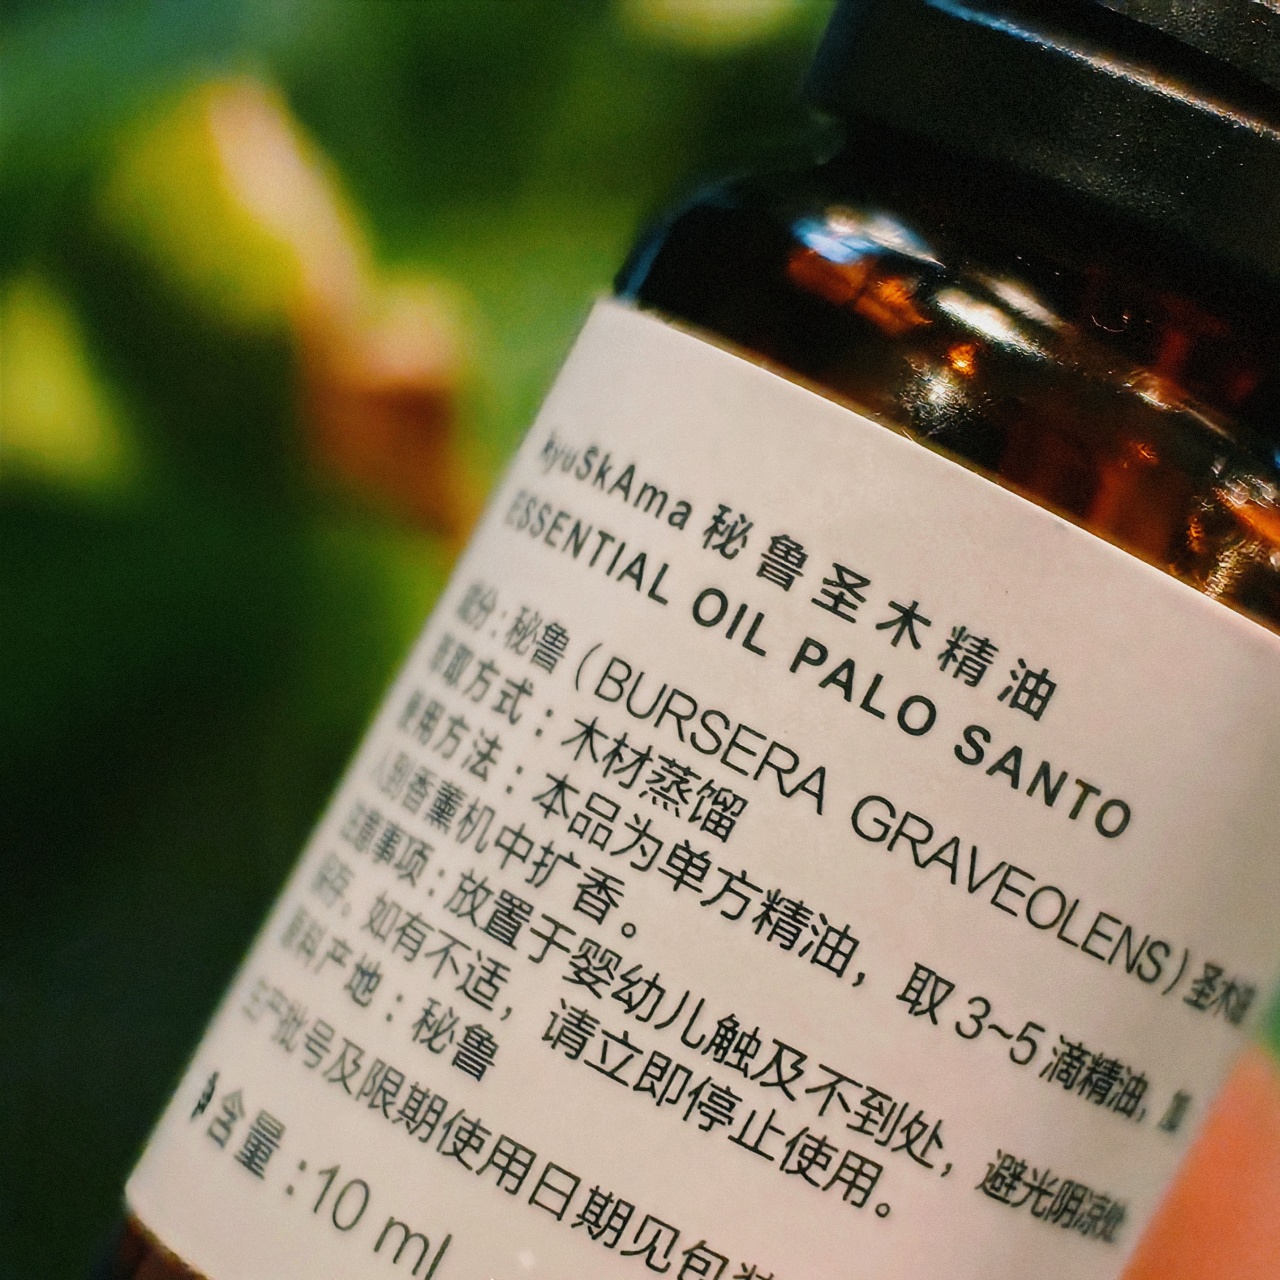 kyuSkAma 秘鲁圣木精油
ESSENTIAL OIL PALO SANTO
成分：秘鲁（BURSERA GRAVEOLENS）圣木
萃取方式：木材蒸馏
使用方法：本品为单方精油，取3~5滴精油，加
入到香薰机中扩香。
注意事项：放置于婴幼儿触及不到处，避光阴凉处
保存。如有不适，请立即停止使用。
原料产地：秘鲁
生产批号及限期使用日期见包装
净含量：10 ml